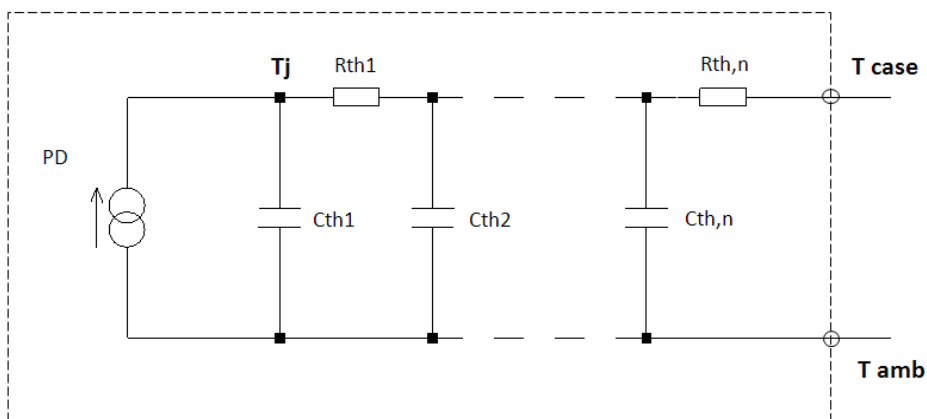 Tj
Rth1
Rth,n
T case
PD
Cth1
Cth2
Cth,n
T amb